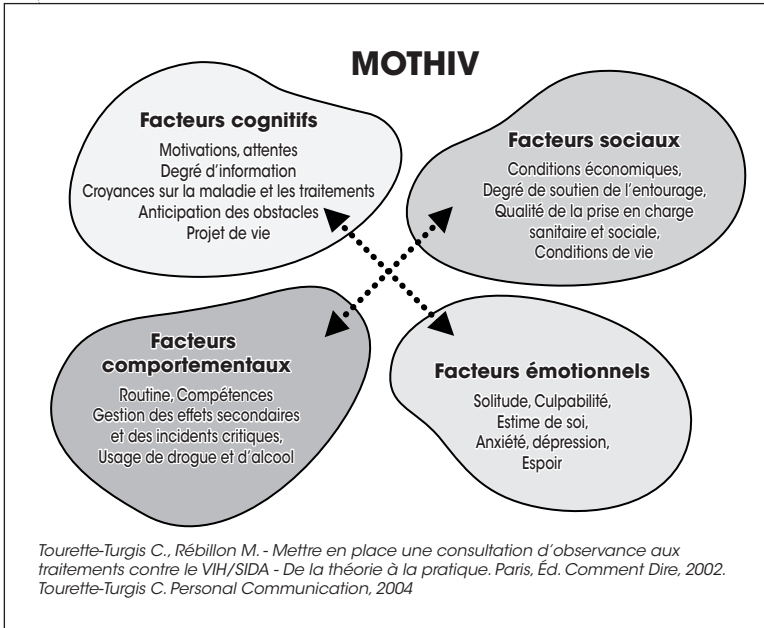 MOTHIV
Facteurs cognitifs
Motivations, attentes
Degré d'information
Croyances sur la maladie et les traitements
Anticipation des obstacles
Projet de vie
Facteurs sociaux
Conditions économiques,
Degré de soutien de l'entourage,
Qualité de la prise en charge
sanitaire et sociale,
Conditions de vie
Facteurs
comportementaux
Routine, Compétences
Gestion des effets secondaires
et des incidents critiques,
Usage de drogue et d'alcool
Facteurs émotionnels
Solitude, Culpabilité,
Estime de soi,
Anxiété, dépression,
Espoir
Tourette-Turgis C., Rébillon M. - Mettre en place une consultation d'observance aux
traitements contre le VIH/SIDA - De la théorie à la pratique. Paris, Éd. Comment Dire, 2002.
Tourette-Turgis C. Personal Communication, 2004